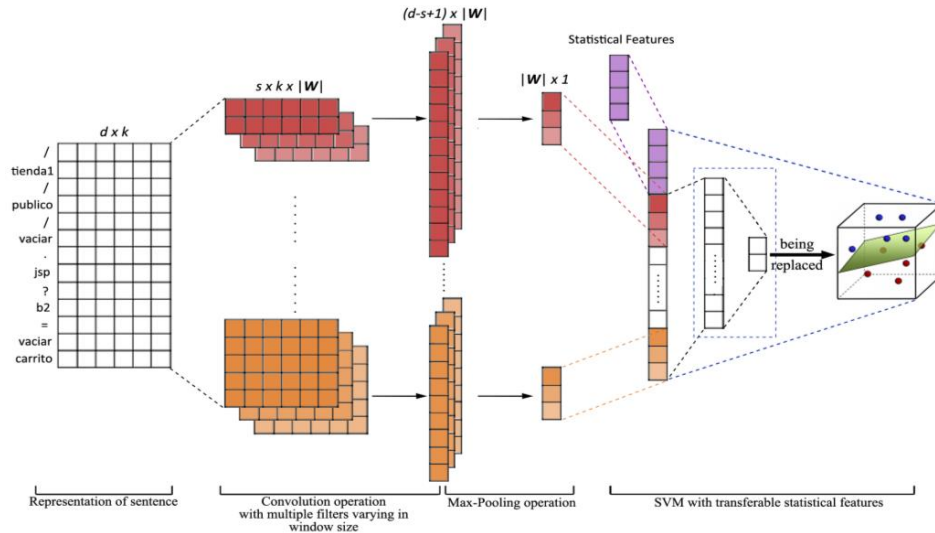 (d-s+1) x |W|
Statistical Features
s x k x |W|
|W| x 1
d x k
/
tienda1
/
publico
/
vaciar
.
jsp
?
b2
=
vaciar
carrito
being
replaced
Representation of sentence
Convolution operation
with multiple filters varying in
window size
Max-Pooling operation
SVM with transferable statistical features